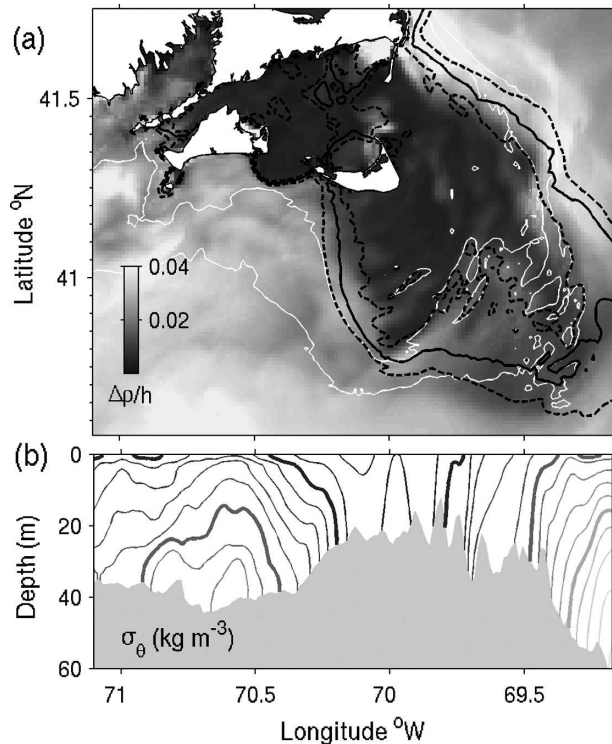 (a)
41.5
41
Latitude °N
0.04
0.02
Δρ/h
(b)
0
20
40
60
Depth (m)
σθ (kg m-3)
71
70.5
70
69.5
Longitude °W